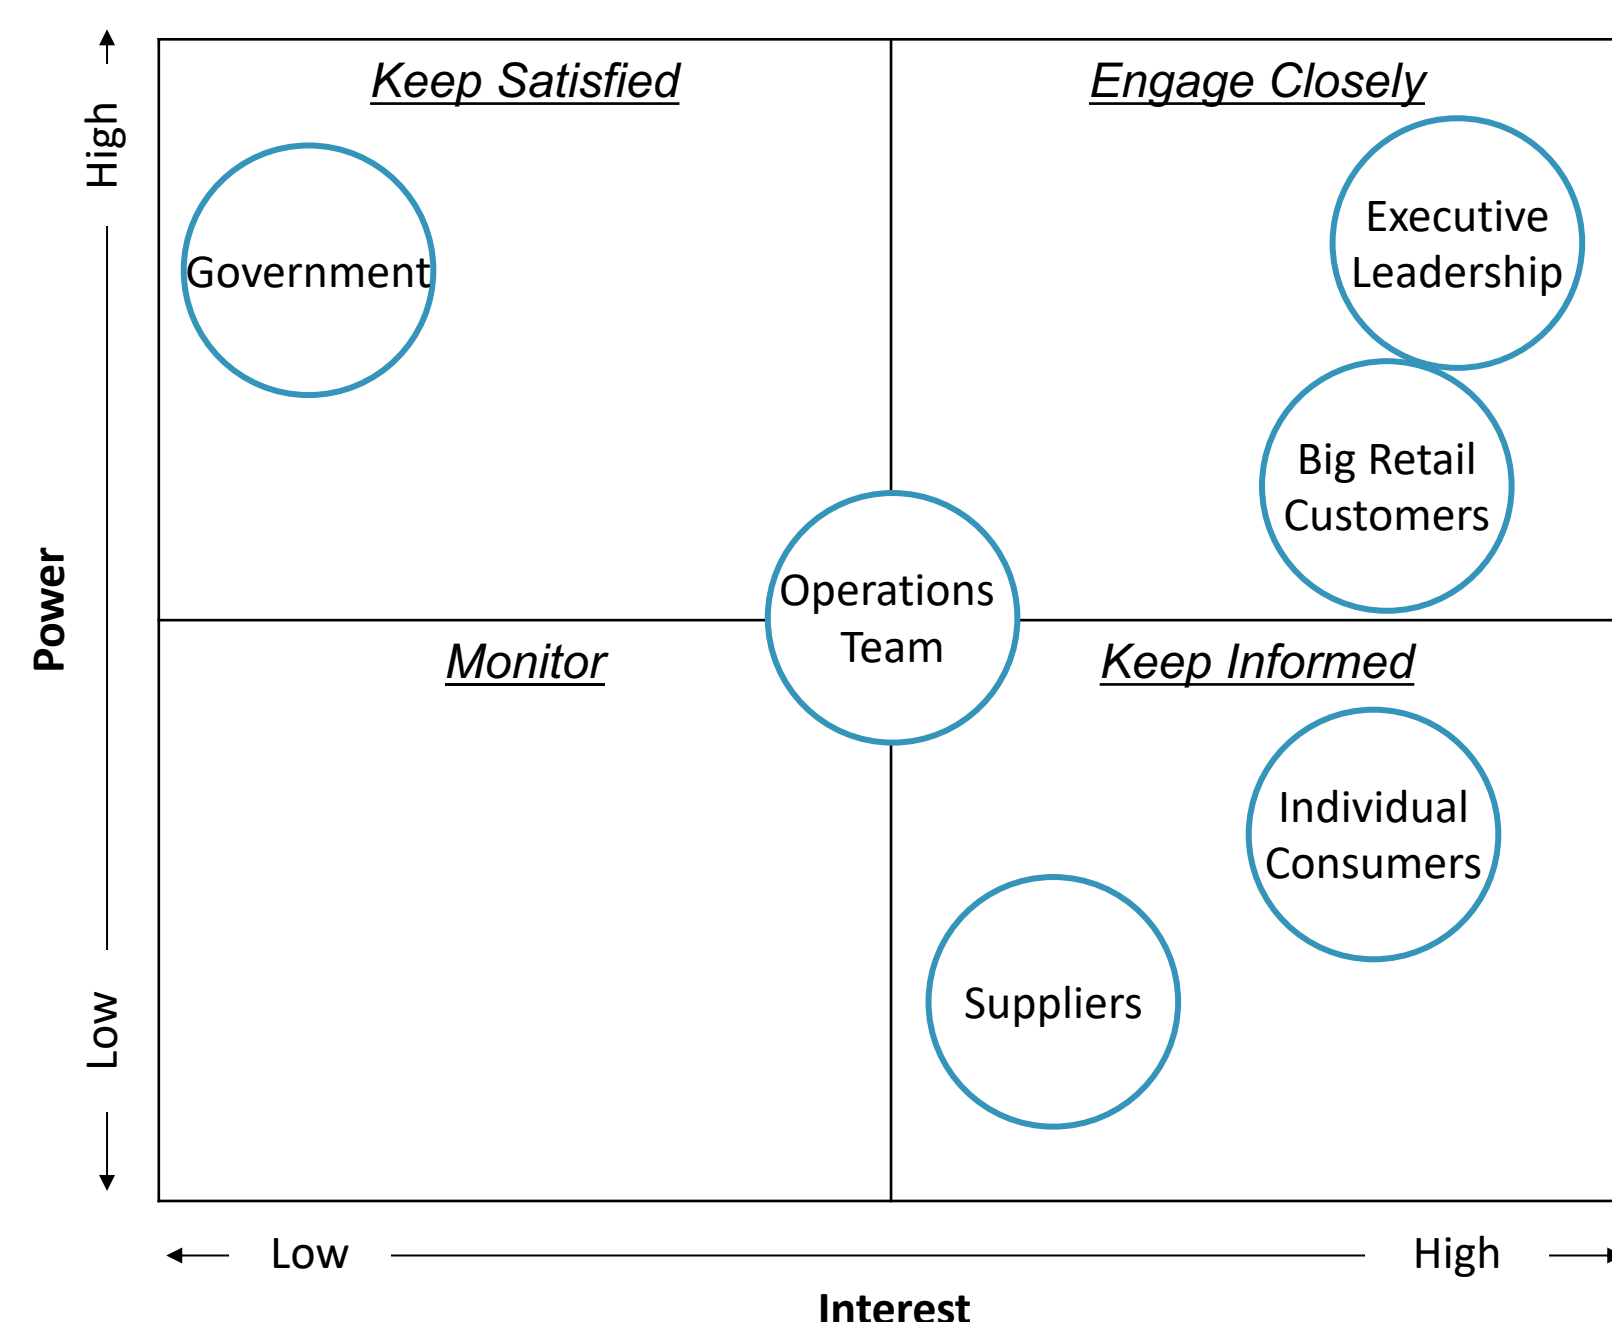 Keep Satisfied
Engage Closely
High
Government
Executive
Leadership
Big Retail
Customers
Power
Operations
Team
Monitor
Keep Informed
Individual
Consumers
Suppliers
Low
Low
High
Interest